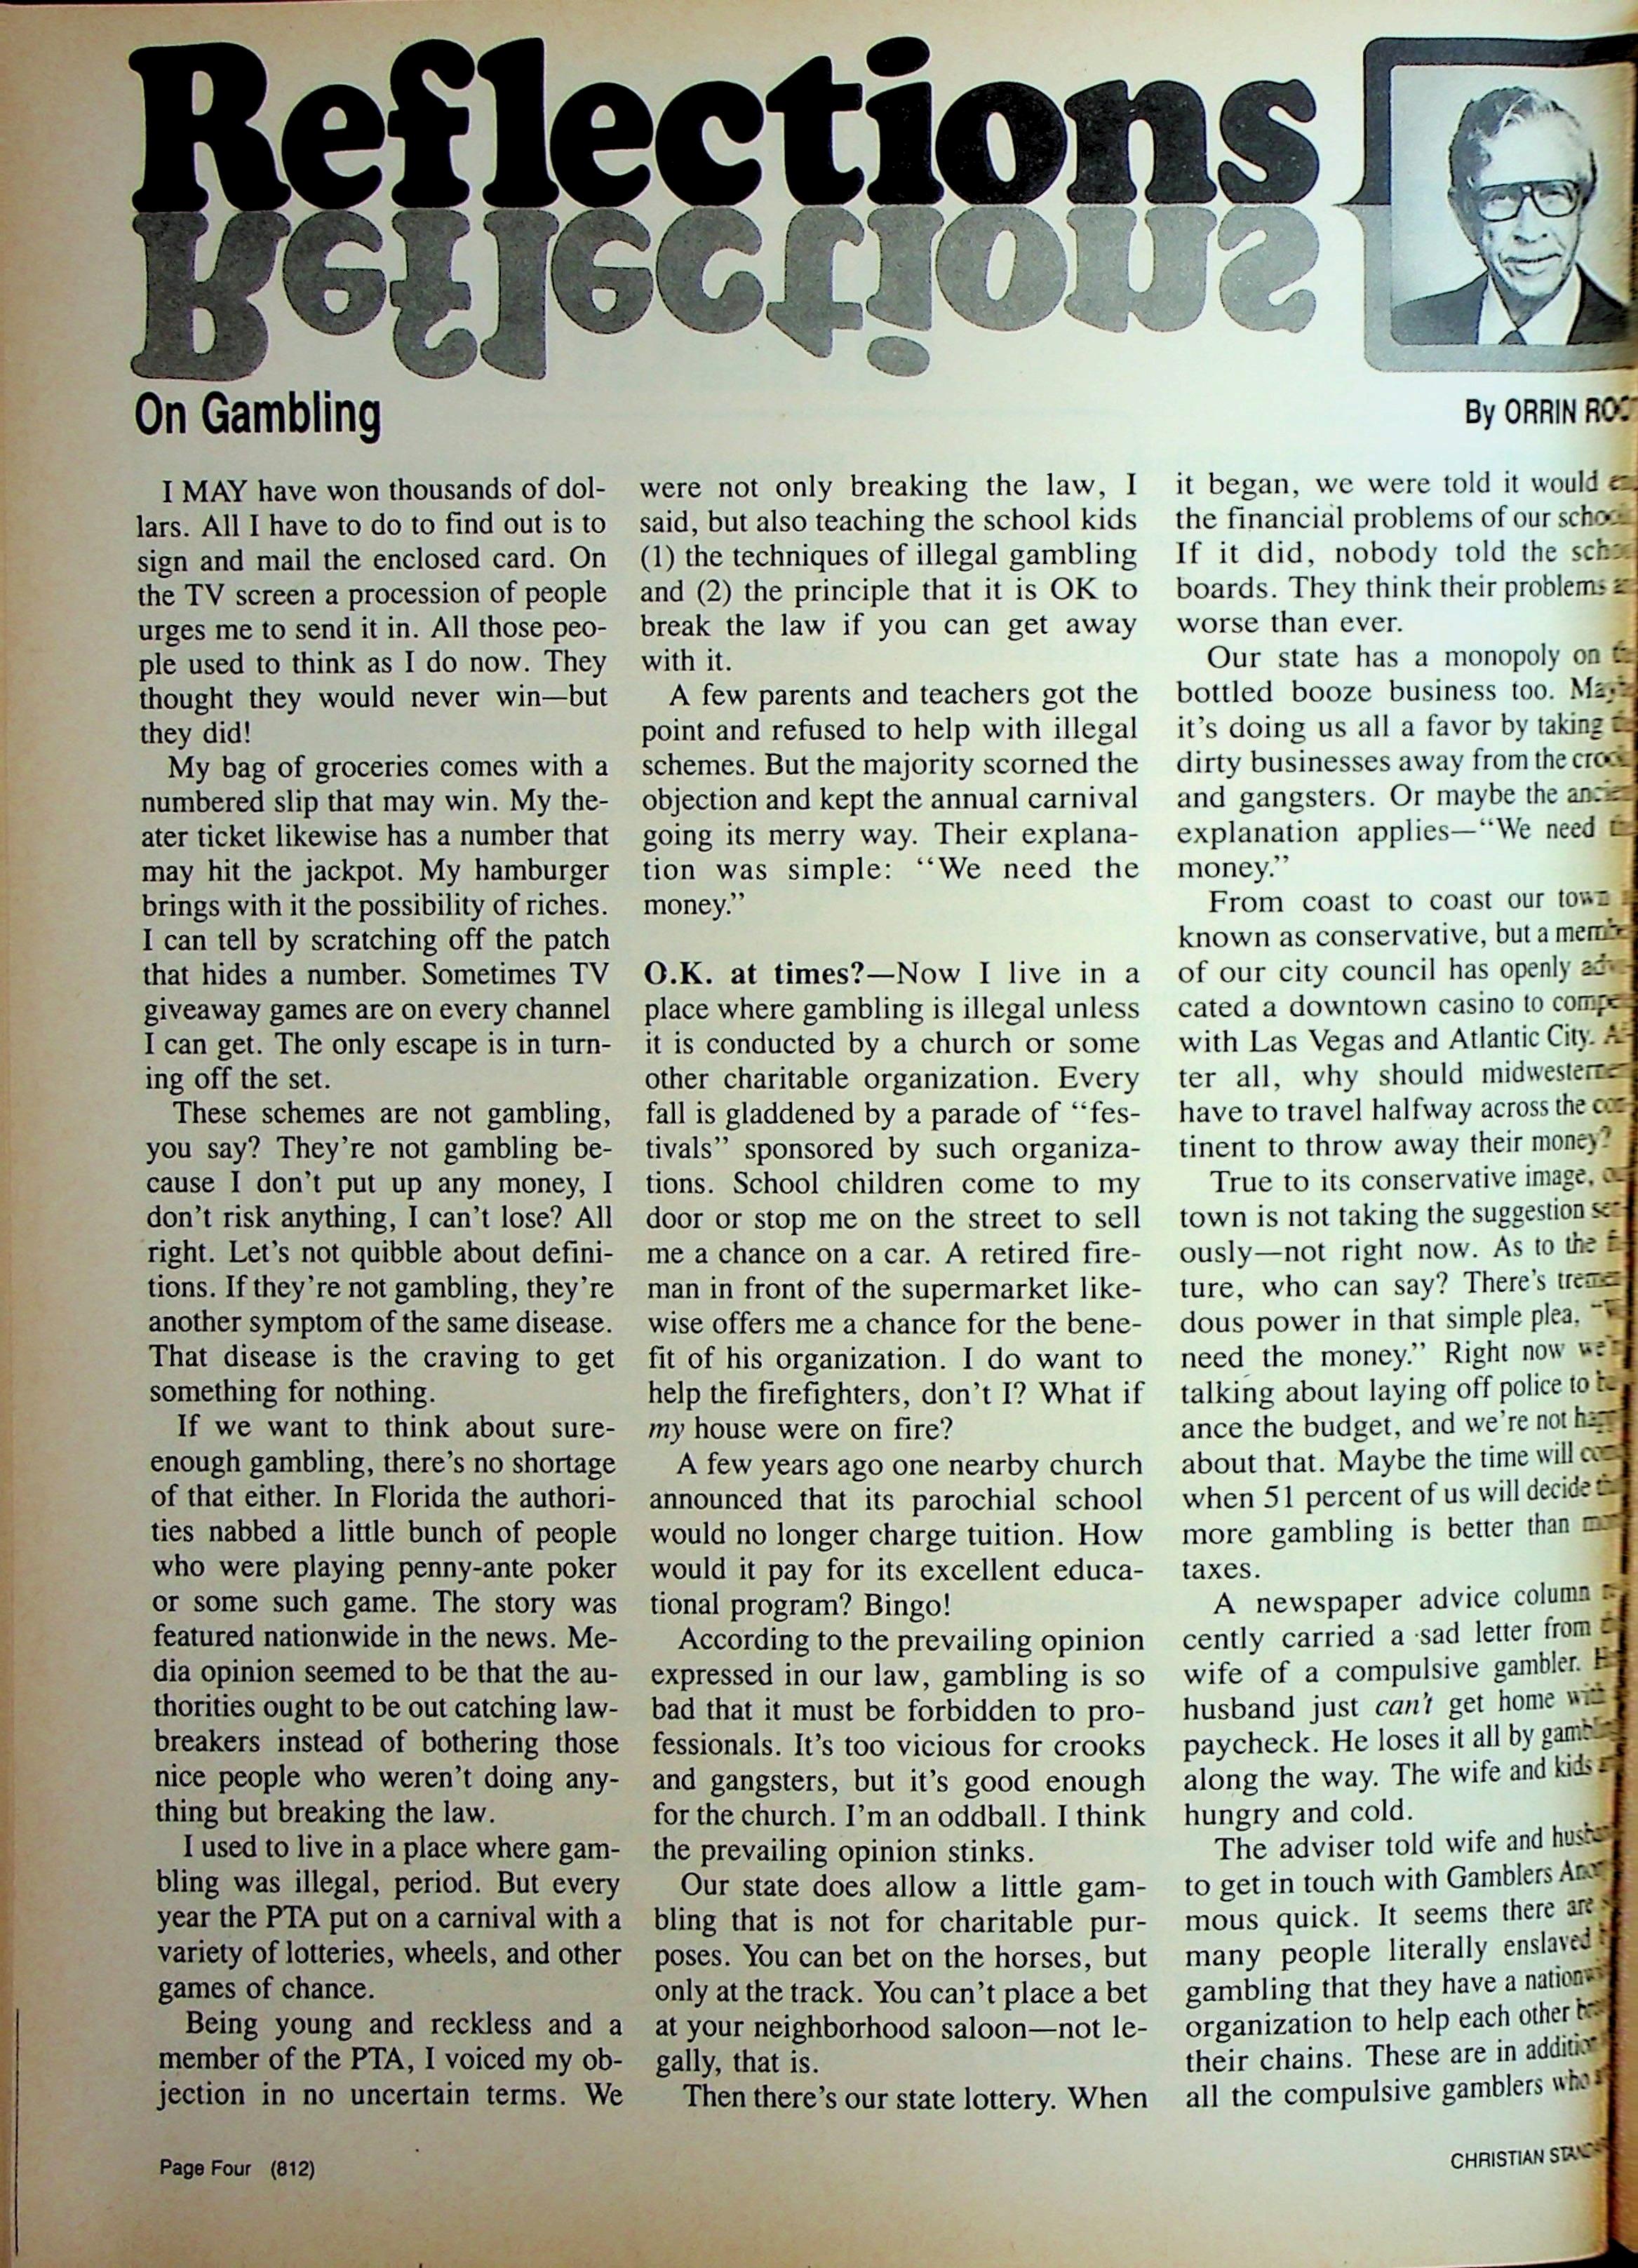 Reflections
On Gambling
By ORRIN
I MAY have won thousands of dol-
lars. All I have to do to find out is to
sign and mail the enclosed card. On
the TV screen a procession of people
urges me to send it in. All those peo-
ple used to think as I do now. They
thought they would never win—but
they did!
My bag of groceries comes with a
numbered slip that may win. My the-
ater ticket likewise has a number that
may hit the jackpot. My hamburger
brings with it the possibility of riches.
I can tell by scratching off the patch
that hides a number. Sometimes TV
giveaway games are on every channel
I can get. The only escape is in turn-
ing off the set.
These schemes are not gambling,
you say? They're not gambling be-
cause I don't put up any money, I
don't risk anything, I can't lose? All
right. Let's not quibble about defini-
tions. If they're not gambling, they're
another symptom of the same disease.
That disease is the craving to get
something for nothing.
If we want to think about sure-
enough gambling, there's no shortage
of that either. In Florida the authori-
ties nabbed a little bunch of people
who were playing penny-ante poker
or some such game. The story was
featured nationwide in the news. Me-
dia opinion seemed to be that the au-
thorities ought to be out catching law-
breakers instead of bothering those
nice people who weren't doing any-
thing but breaking the law.
I used to live in a place where gam-
bling was illegal, period. But every
year the PTA put on a carnival with a
variety of lotteries, wheels, and other
games of chance.
Being young and reckless and a
member of the PTA, I voiced my ob-
jection in no uncertain terms. We
were not only breaking the law, I
said, but also teaching the school kids
(1) the techniques of illegal gambling
and (2) the principle that it is OK to
break the law if you can get away
with it.
A few parents and teachers got the
point and refused to help with illegal
schemes. But the majority scorned the
objection and kept the annual carnival
going its merry way. Their explana-
tion was simple: "We need the
money."
O.K. at times?—Now I live in a
place where gambling is illegal unless
it is conducted by a church or some
other charitable organization. Every
fall is gladdened by a parade of "fes-
tivals" sponsored by such organiza-
tions. School children come to my
door or stop me on the street to sell
me a chance on a car. A retired fire-
man in front of the supermarket like-
wise offers me a chance for the bene-
fit of his organization. I do want to
help the firefighters, don't I? What if
my house were on fire?
A few years ago one nearby church
announced that its parochial school
would no longer charge tuition. How
would it pay for its excellent educa-
tional program? Bingo!
According to the prevailing opinion
expressed in our law, gambling is so
bad that it must be forbidden to pro-
fessionals. It's too vicious for crooks
and gangsters, but it's good enough
for the church. I'm an oddball. I think
the prevailing opinion stinks.
Our state does allow a little gam-
bling that is not for charitable pur-
poses. You can bet on the horses, but
only at the track. You can't place a bet
at your neighborhood saloon—not le-
gally, that is.
Then there's our state lottery. When
it began, we were told it would
the financial problems of our
If it did, nobody told the
boards. They think their problems
worse than ever.
Our state has a monopoly on
bottled booze business too.
it's doing us all a favor by taking
dirty businesses away from the
and gangsters. Or maybe the
explanation applies—"We need
money."
From coast to coast our town
known as conservative, but a
of our city council has openly
cated a downtown casino to
with Las Vegas and Atlantic City.
ter all, why should
have to travel halfway across the
tinent to throw away their money?
True to its conservative image,
town is not taking the suggestion
ously—not right now. As to the
ture, who can say? There's
dous power in that simple plea,
need the money." Right now
talking about laying off police to
ance the budget, and we're not
about that. Maybe the time will
when 51 percent of us will decide
more gambling is better than
taxes.
A newspaper advice column
cently carried a sad letter from
wife of a compulsive gambler.
husband just can't get home
paycheck. He loses it all by
along the way. The wife and kids
hungry and cold.
The adviser told wife and
to get in touch with Gamblers
mous quick. It seems there are
many people literally enslaved
gambling that they have a
organization to help each other
their chains. These are in
all the compulsive gamblers who
Page Four (812)
CHRISTIAN